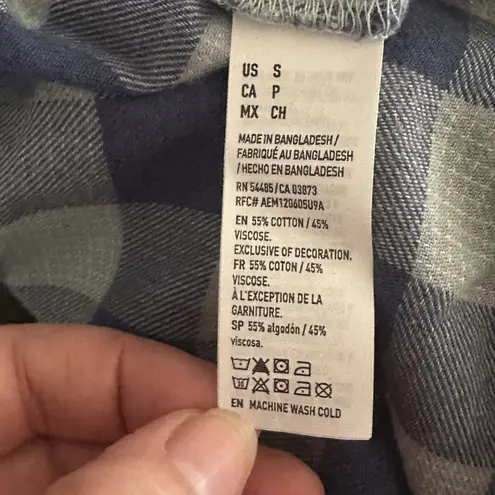 US S
CA P
MX CH
MADE IN BANGLADESH /
FABRIQUÉ AU BANGLADESH
/ HECHO EN BANGLADESH
RN 54485/CA 03873
RFC# AEM120605U9A
EN 55% COTTON / 45%
VISCOSE.
EXCLUSIVE OF DECORATION.
FR 55% COTON / 45%
VISCOSE.
À L'EXCEPTION DE LA
GARNITURE.
SP 55% algodón / 45%
viscosa.
EN MACHINE WASH COLD